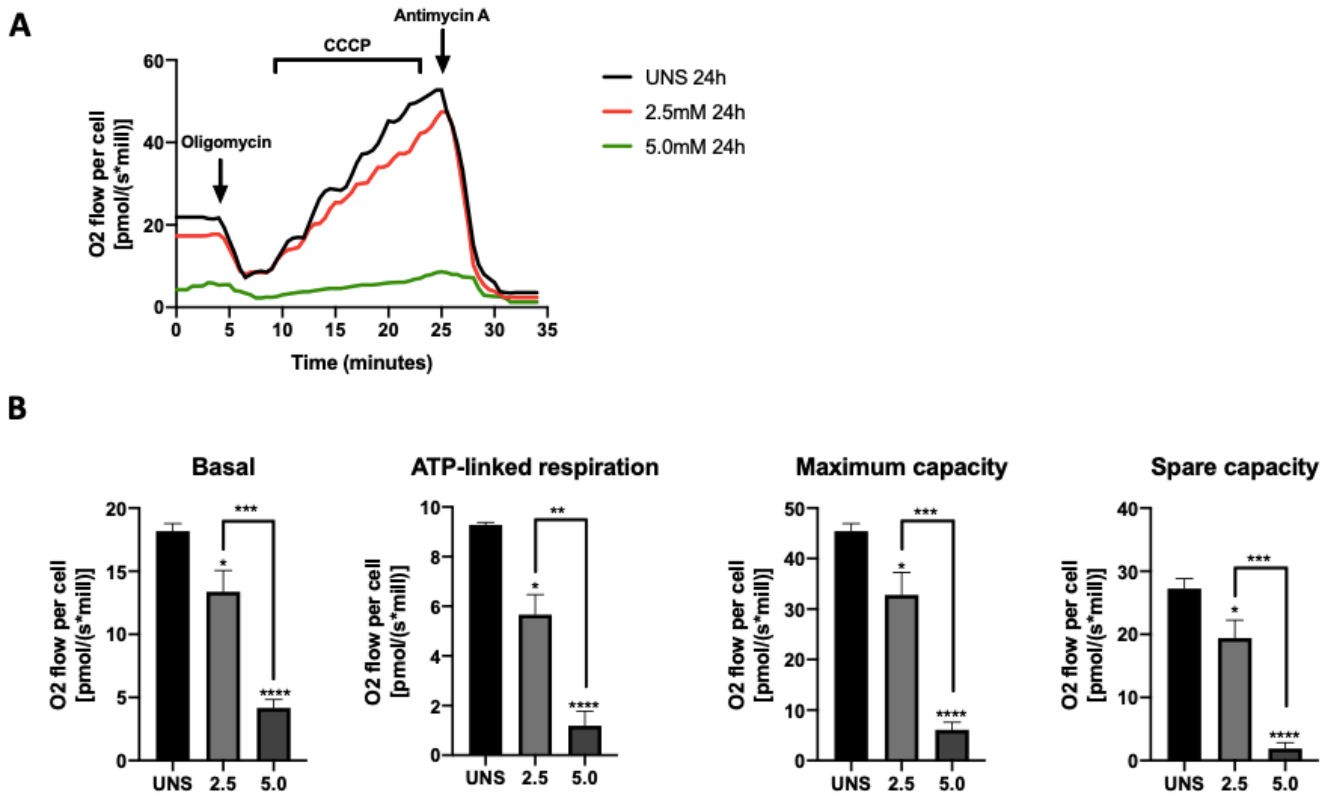 A
Antimycin A
CCCP
Oligomycin
O2 flow per cell
[pmol/(s*mill)]
60
40
20
0
0 5 10 15 20 25 30 35
Time (minutes)
UNS 24h
2.5mM 24h
5.0mM 24h
B
Basal
O2 flow per cell
[pmol/(s*mill)]
20
15
10
5
0
***
*
****
UNS 2.5 5.0
ATP-linked respiration
O2 flow per cell
[pmol/(s*mill)]
10
8
6
4
2
0
**
*
****
UNS 2.5 5.0
Maximum capacity
O2 flow per cell
[pmol/(s*mill)]
50
40
30
20
10
0
***
*
****
UNS 2.5 5.0
Spare capacity
O2 flow per cell
[pmol/(s*mill)]
40
30
20
10
0
***
*
****
UNS 2.5 5.0